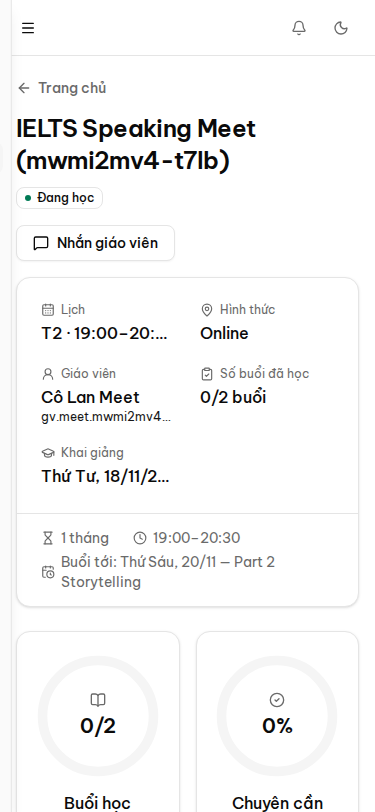 Trang chủ
IELTS Speaking Meet
(mwmi2mv4-t7lb)
Đang học
Nhắn giáo viên
Lịch
Hình thức
T2 · 19:00–20:...
Online
Giáo viên
Số buổi đã học
Cô Lan Meet
0/2 buổi
gv.meet.mwmi2mv4...
Khai giảng
Thứ Tư, 18/11/2...
1 tháng
19:00–20:30
Buổi tới: Thứ Sáu, 20/11 — Part 2
Storytelling
0/2
0%
Buổi học
Chuyên cần